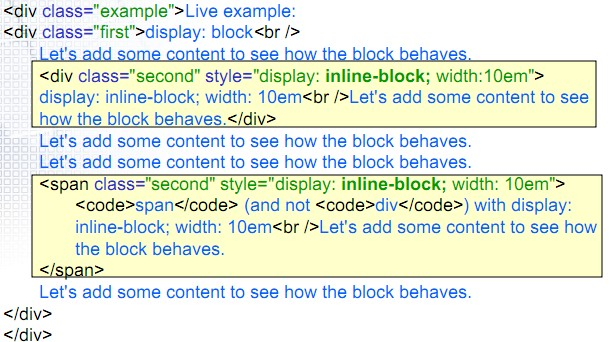 <div class="example">Live example:
<div class="first">display: block<br />
Let's add some content to see how the block behaves.
<div class="second" style="display: inline-block; width:10em">
display: inline-block; width: 10em<br />Let's add some content to see
how the block behaves.</div>
Let's add some content to see how the block behaves.
Let's add some content to see how the block behaves.
<span class="second" style="display: inline-block; width: 10em">
<code>span</code> (and not <code>div</code>) with display:
inline-block; width: 10em<br />Let's add some content to see how
the block behaves.
</span>
Let's add some content to see how the block behaves.
</div>
</div>